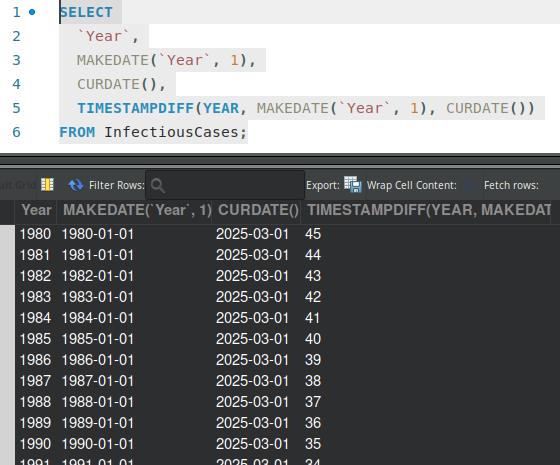 1 SELECT
2 `Year`,
3 MAKEDATE(`Year`, 1),
4 CURDATE(),
5 TIMESTAMPDIFF(YEAR, MAKEDATE(`Year`, 1), CURDATE())
6 FROM InfectiousCases;
Filter Rows: Export: Wrap Cell Content: Fetch rows:
Year MAKEDATE(`Year`, 1) CURDATE() TIMESTAMPDIFF(YEAR, MAKEDAT
1980 1980-01-01 2025-03-01 45
1981 1981-01-01 2025-03-01 44
1982 1982-01-01 2025-03-01 43
1983 1983-01-01 2025-03-01 42
1984 1984-01-01 2025-03-01 41
1985 1985-01-01 2025-03-01 40
1986 1986-01-01 2025-03-01 39
1987 1987-01-01 2025-03-01 38
1988 1988-01-01 2025-03-01 37
1989 1989-01-01 2025-03-01 36
1990 1990-01-01 2025-03-01 35
1991 1991-01-01 2025-03-01 34